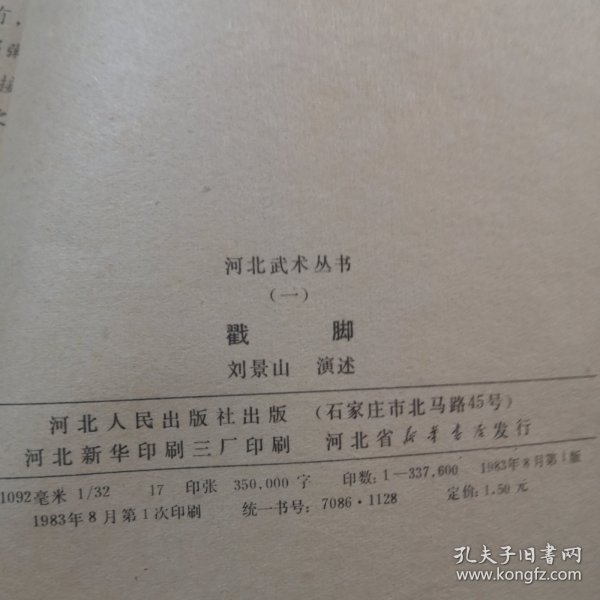 河北武术丛书
(一)
戳 脚
刘景山 演述
河北人民出版社出版 (石家庄市北马路45号)
河北新华印刷三厂印刷 河北省新华书店发行
1092毫米 1/32 17 印张 350,000 字 印数: 1—337,600 1983年8月第1版
1983年8月第1次印刷 统一书号: 7086·1128 定价: 1.50元
孔夫子旧书网
www.kongfz.com